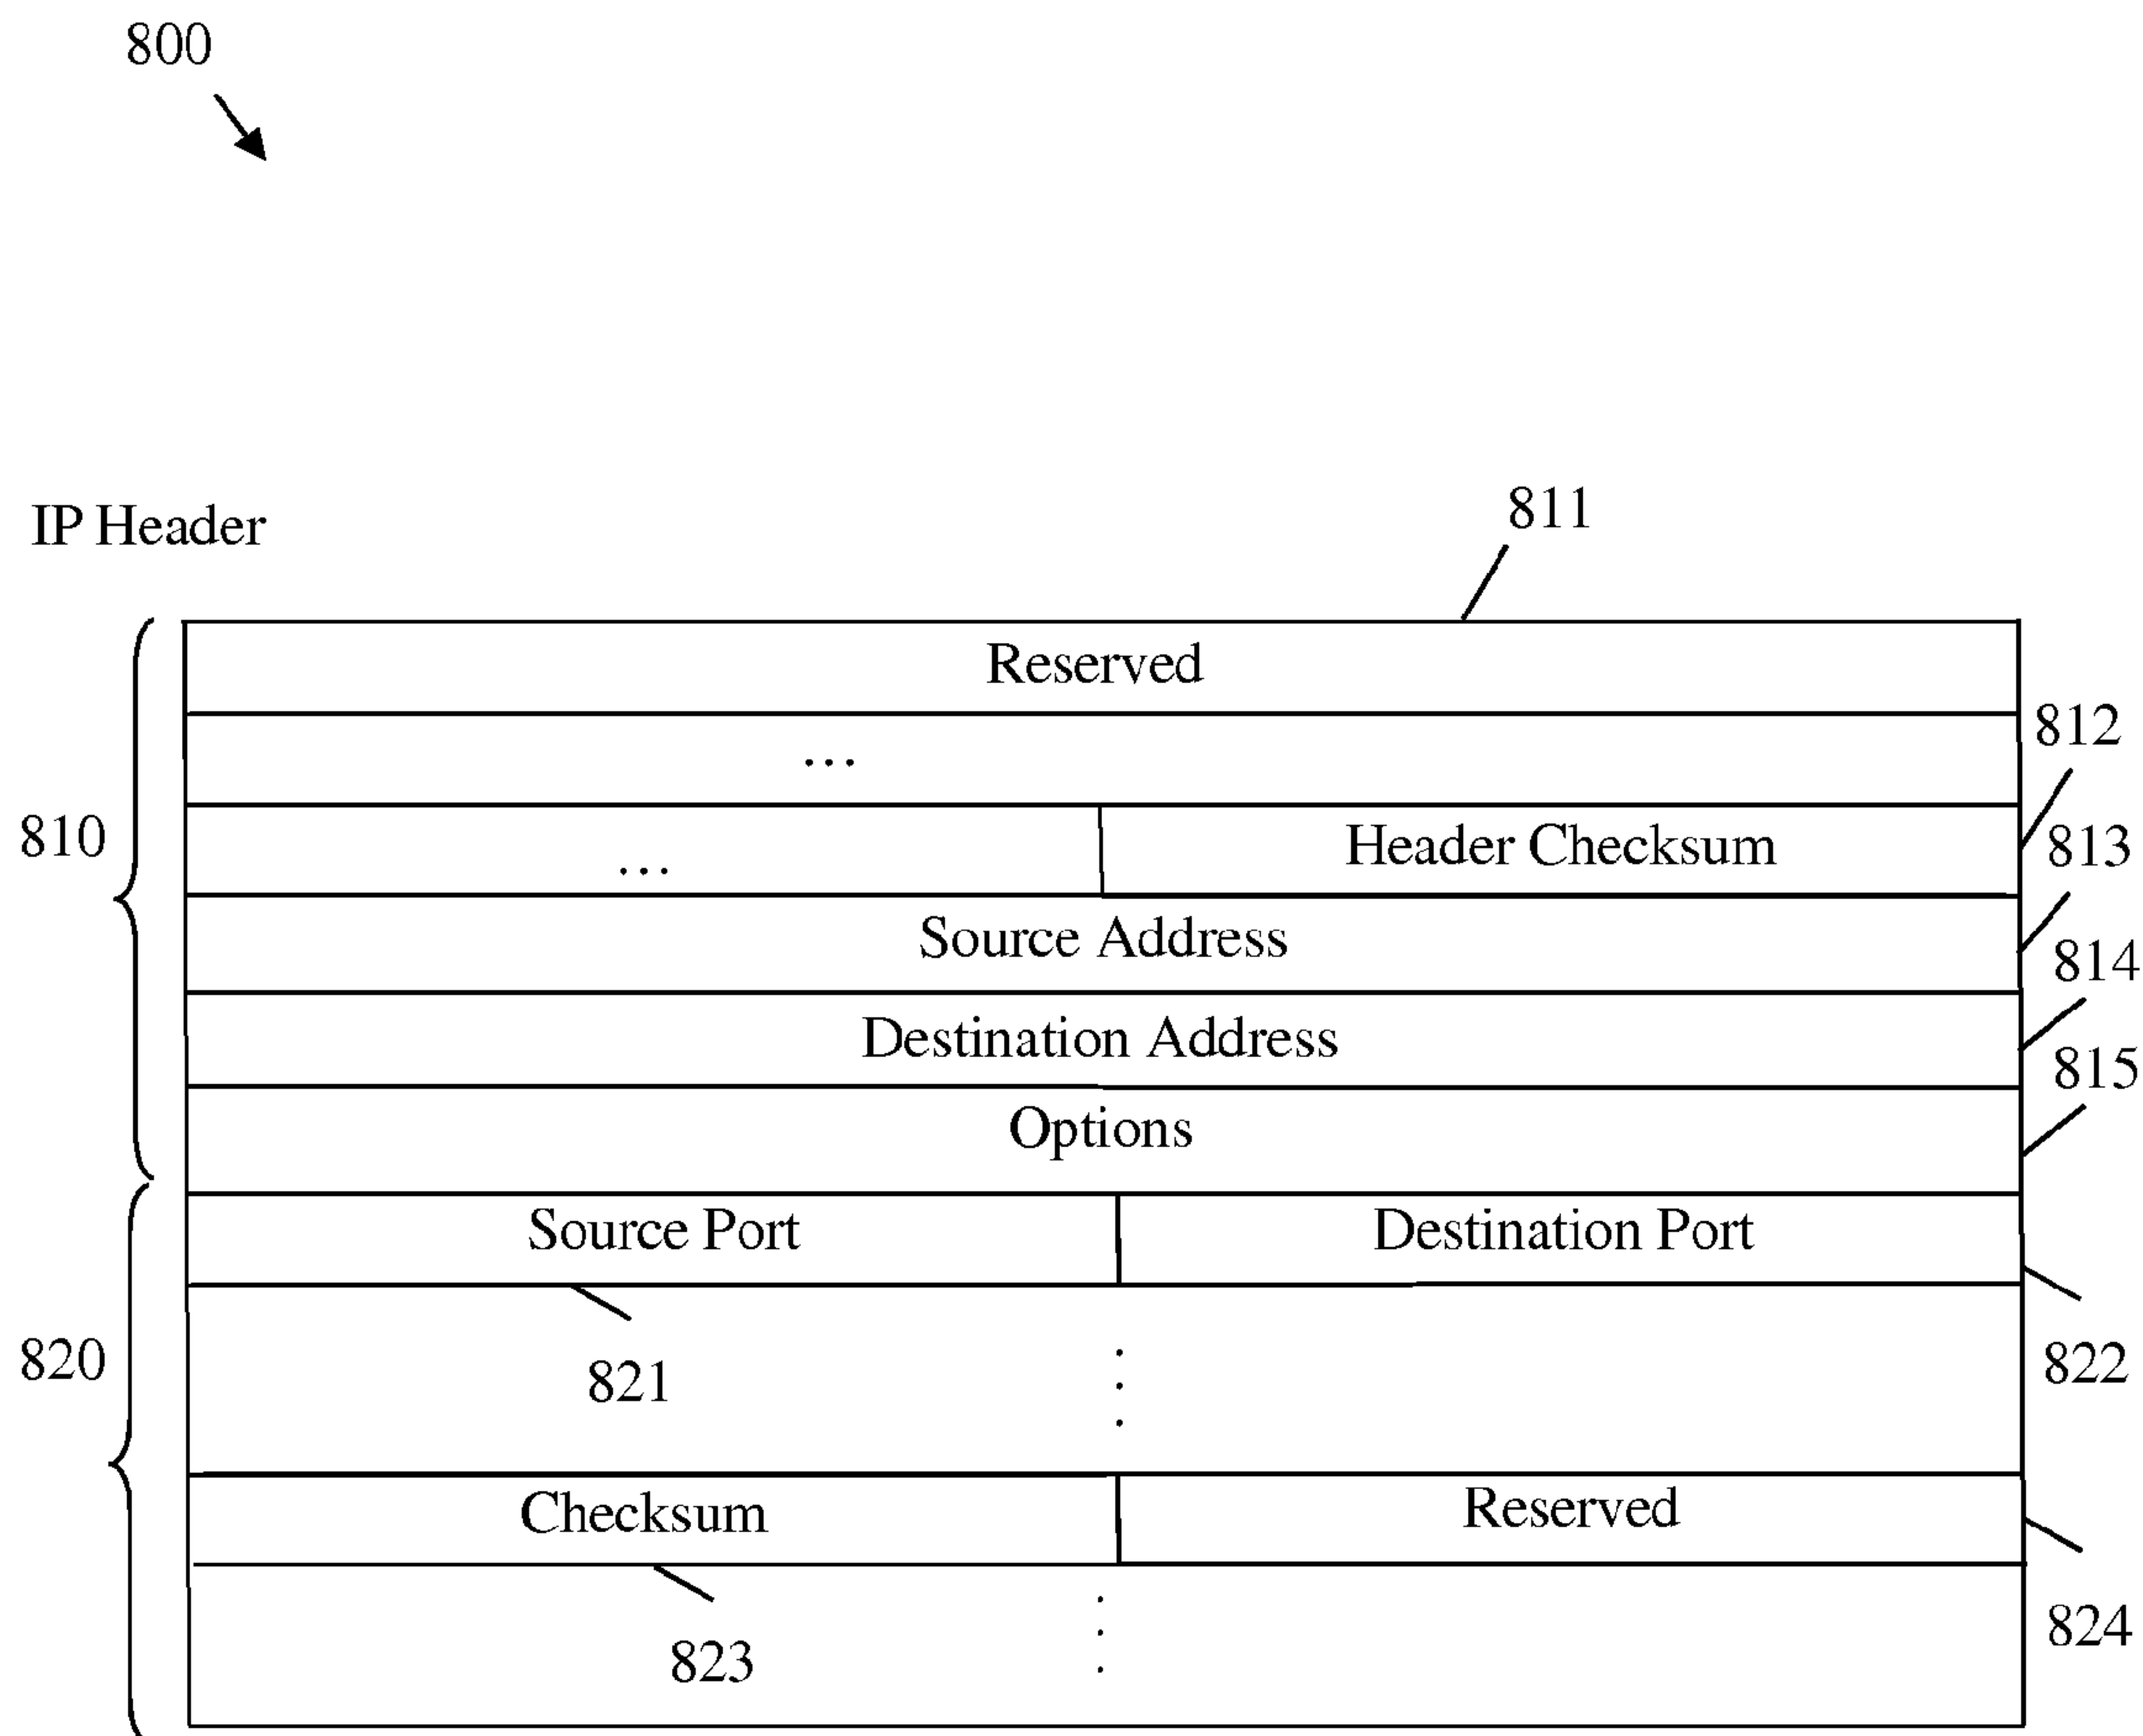 800
IP Header
811
Reserved
812
...
810
Header Checksum
813
...
Source Address
814
Destination Address
815
Options
Source Port Destination Port
820
821
822
Checksum Reserved
823
824